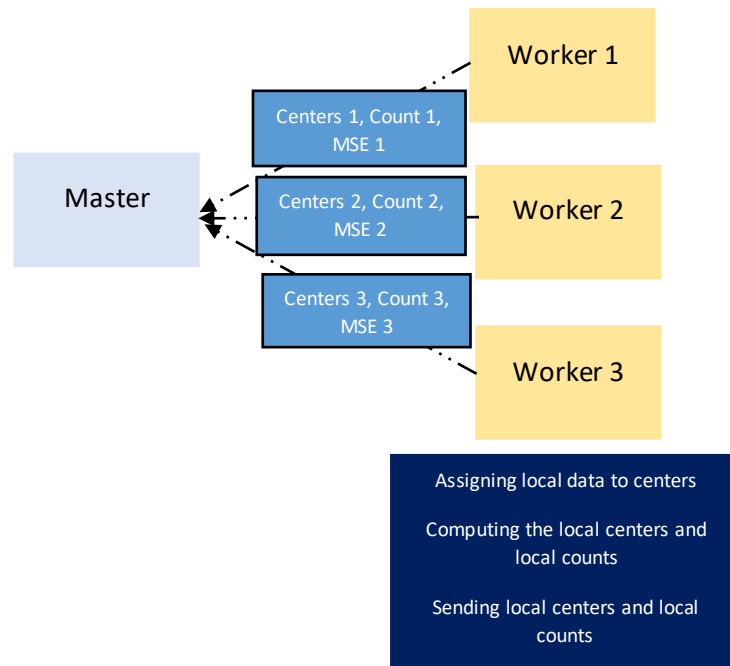 Worker 1
Centers 1, Count 1,
MSE 1
Master
Centers 2, Count 2,
MSE 2
Worker 2
Centers 3, Count 3,
MSE 3
Worker 3
Assigning local data to centers
Computing the local centers and
local counts
Sending local centers and local
counts